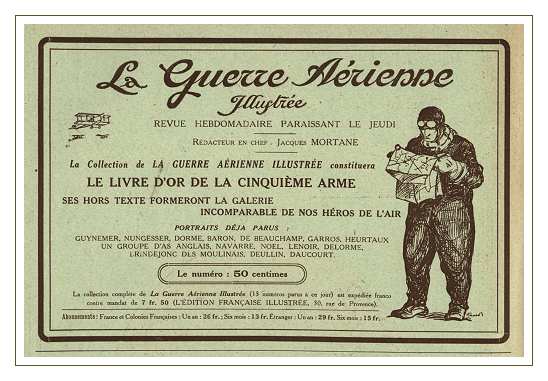 La Guerre Aérienne
Illustrée
REVUE HEBDOMADAIRE PARAISSANT LE JEUDI
RÉDACTEUR EN CHEF - JACQUES MORTANE
La Collection de LA GUERRE AÉRIENNE ILLUSTRÉE constituera
LE LIVRE D'OR DE LA CINQUIÈME ARME
SES HORS TEXTE FORMERONT LA GALERIE
INCOMPARABLE DE NOS HÉROS DE L'AIR
PORTRAITS DÉJA PARUS :
GUYNEMER, NUNGESSER, DORME, BARON, DE BEAUCHAMP, GARROS, HEURTAUX
UN GROUPE D'AS ANGLAIS, NAVARRE, NOEL, LENOIR, DELORME,
BRINDEJONC DES MOULINAIS, DEULLIN, DAUCOURT.
Le numéro : 50 centimes
La collection complète de La Guerre Aérienne Illustrée (13 numéros parus à ce jour) est expédiée franco
contre mandat de 7 fr. 50 (L'ÉDITION FRANÇAISE ILLUSTRÉE, 30, rue de Provence).
Abonnements : France et Colonies Françaises : Un an : 26 fr. ; Six mois : 13 fr. Étranger : Un an : 29 fr. Six mois : 15 fr.